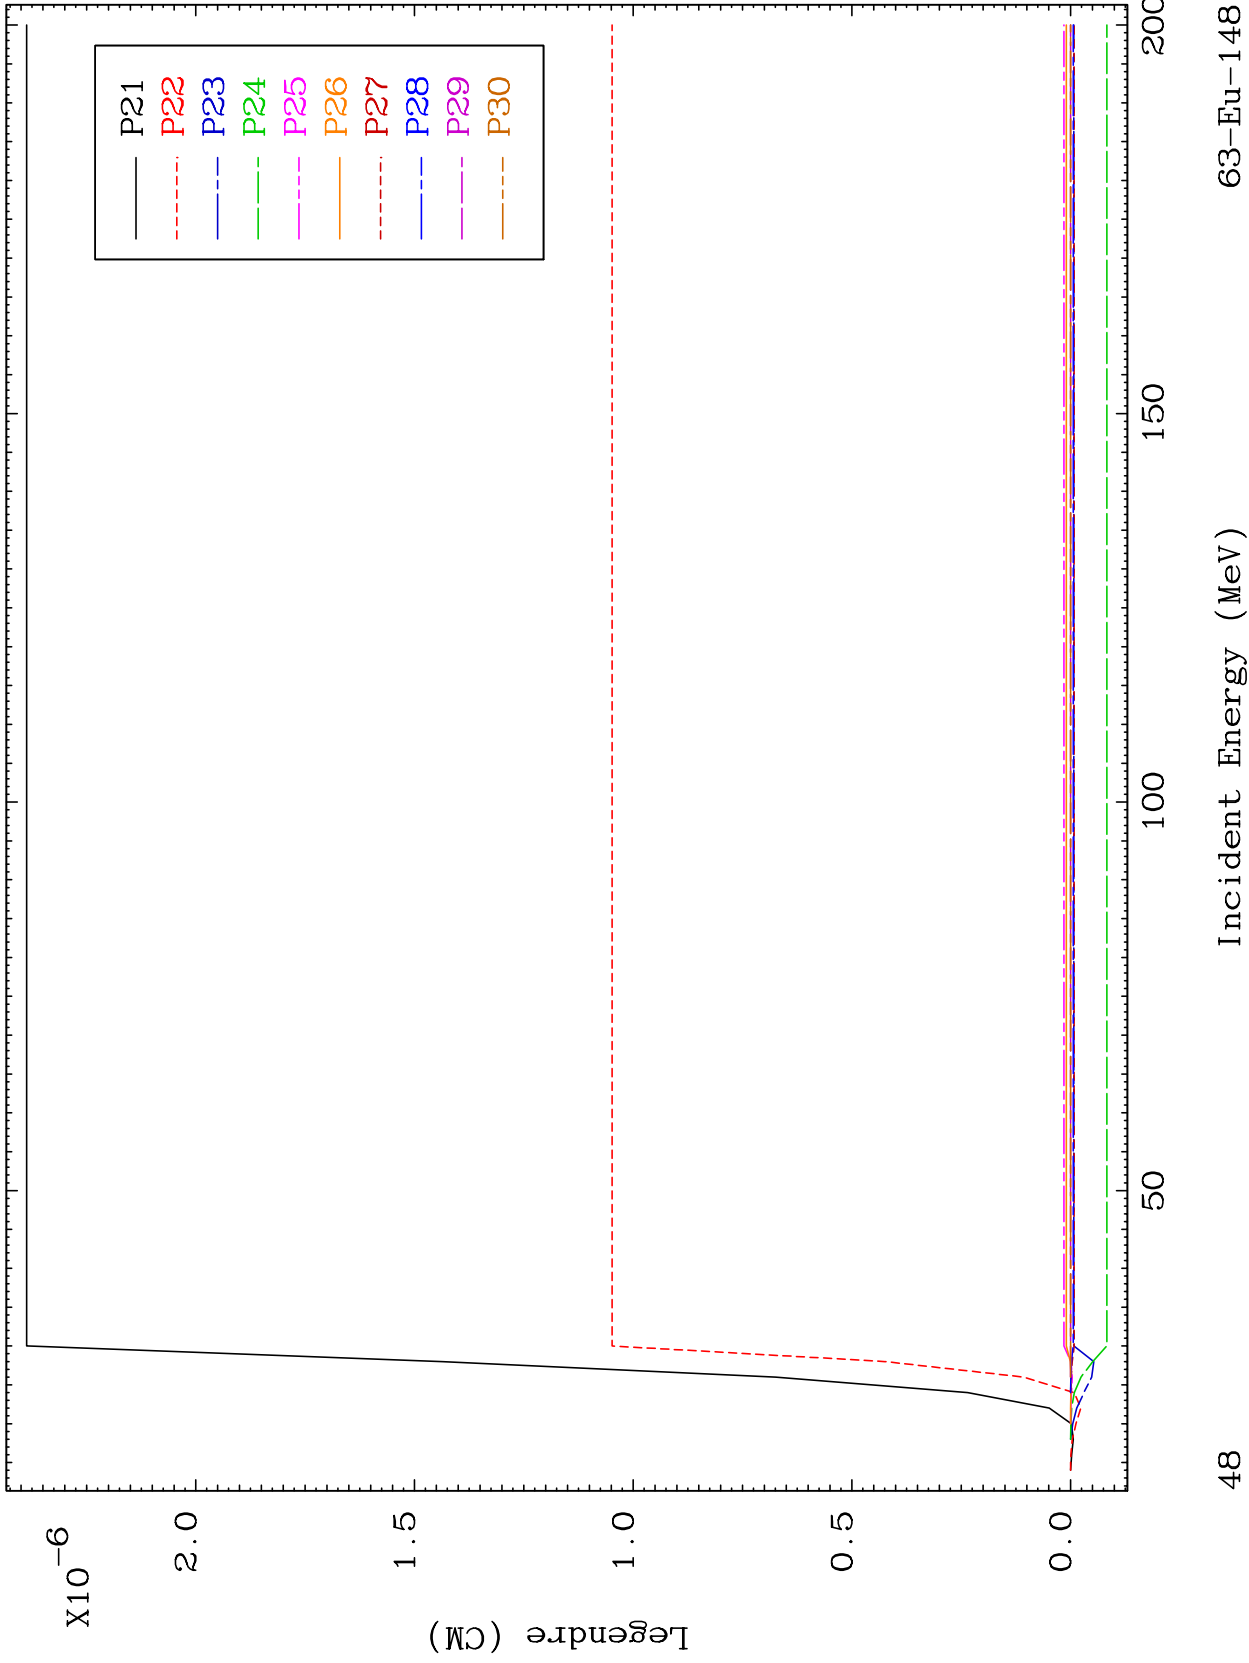 X10-6
2.0
1.5
1.0
0.5
0.0
Legendre (CM)
P21
P22
P23
P24
P25
P26
P27
P28
P29
P30
50
100
150
200
Incident Energy (MeV)
48
63-Eu-148